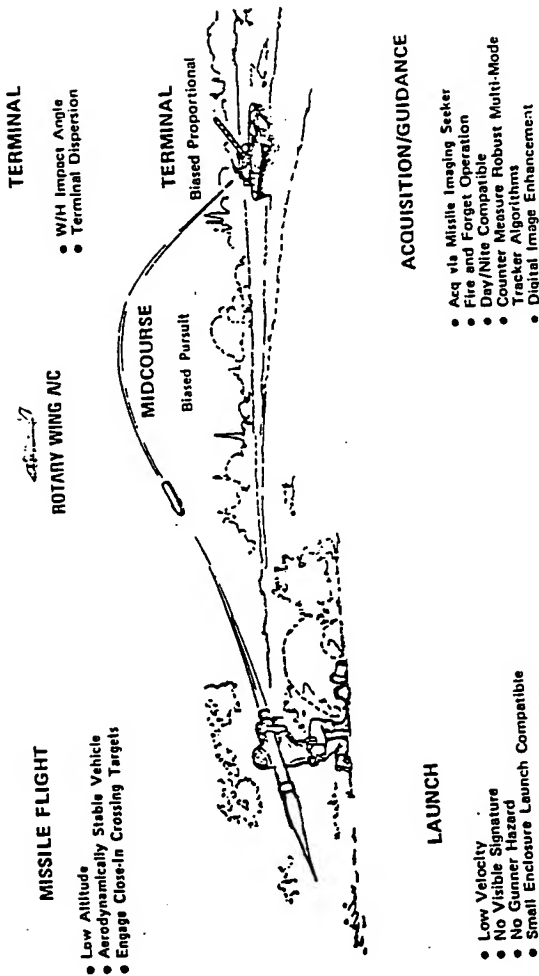 MISSILE FLIGHT
• Low Altitude
• Aerodynamically Stable Vehicle
• Engage Close-In Crossing Targets
ROTARY WING A/C
TERMINAL
• W/H Impact Angle
• Terminal Dispersion
MIDCOURSE
Biased Pursuit
TERMINAL
Biased Proportional
LAUNCH
• Low Velocity
• No Visible Signature
• No Gunner Hazard
• Small Enclosure Launch Compatible
ACQUISITION/GUIDANCE
• Acq via Missile Imaging Seeker
• Fire and Forget Operation
• Day/Nite Compatible
• Counter Measure Robust Multi-Mode
Tracker Algorithms
• Digital Image Enhancement